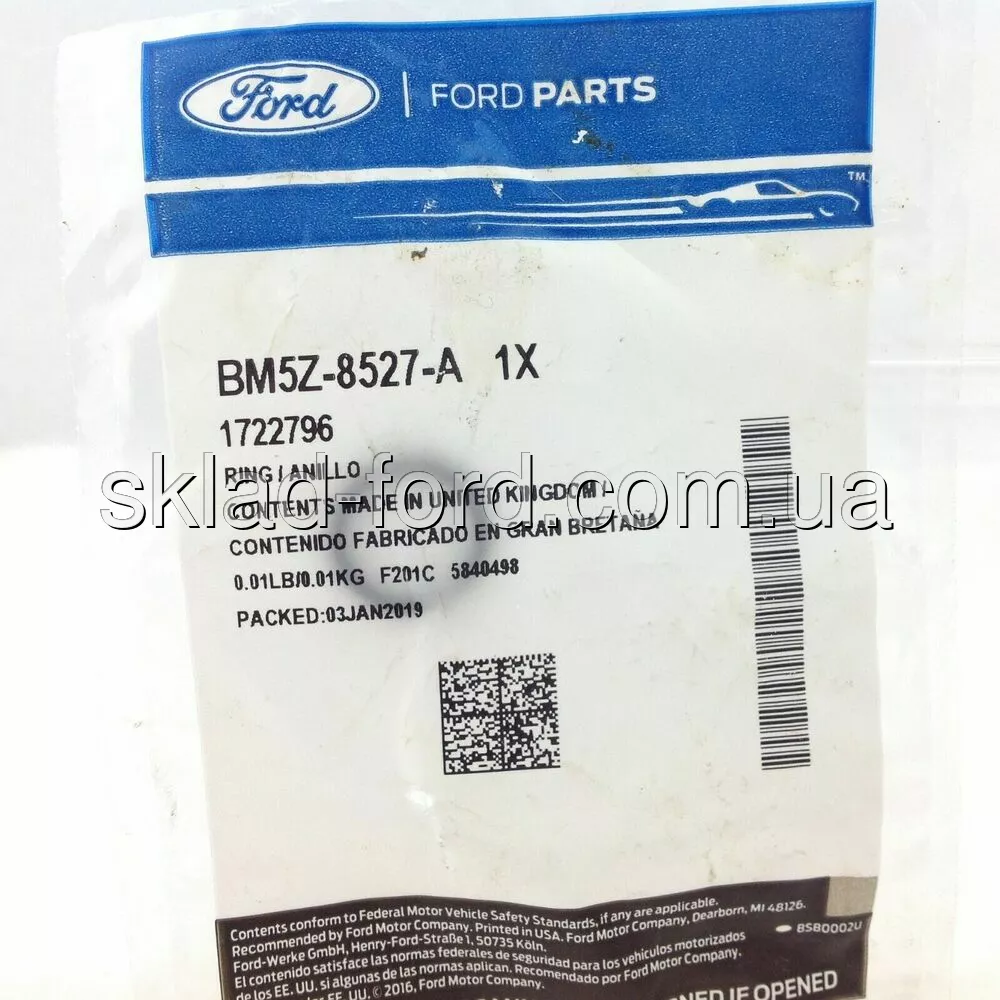 Ford | FORD PARTS
TM
BM5Z-8527-A 1X
1722796
RING / ANILLO
CONTENTS MADE IN UNITED KINGDOM /
CONTENIDO FABRICADO EN GRAN BRETAÑA
0.01LB/0.01KG F201C 5840498
PACKED:03JAN2019
sklad-ford.com.ua
Contents conform to Federal Motor Vehicle Safety Standards, if any are applicable.
Recommended by Ford Motor Company. Printed in USA. Ford Motor Company, Dearborn, MI 48126.
Ford-Werke GmbH, Henry-Ford-Straße 1, 50735 Köln.
El contenido satisface las normas federales de seguridad para los vehículos motorizados
de los EE. UU. si algunas de las normas aplican. Recomendado por Ford Motor Company.
EE. UU. © 2016, Ford Motor Company.
BSB0002U
IF OPENED